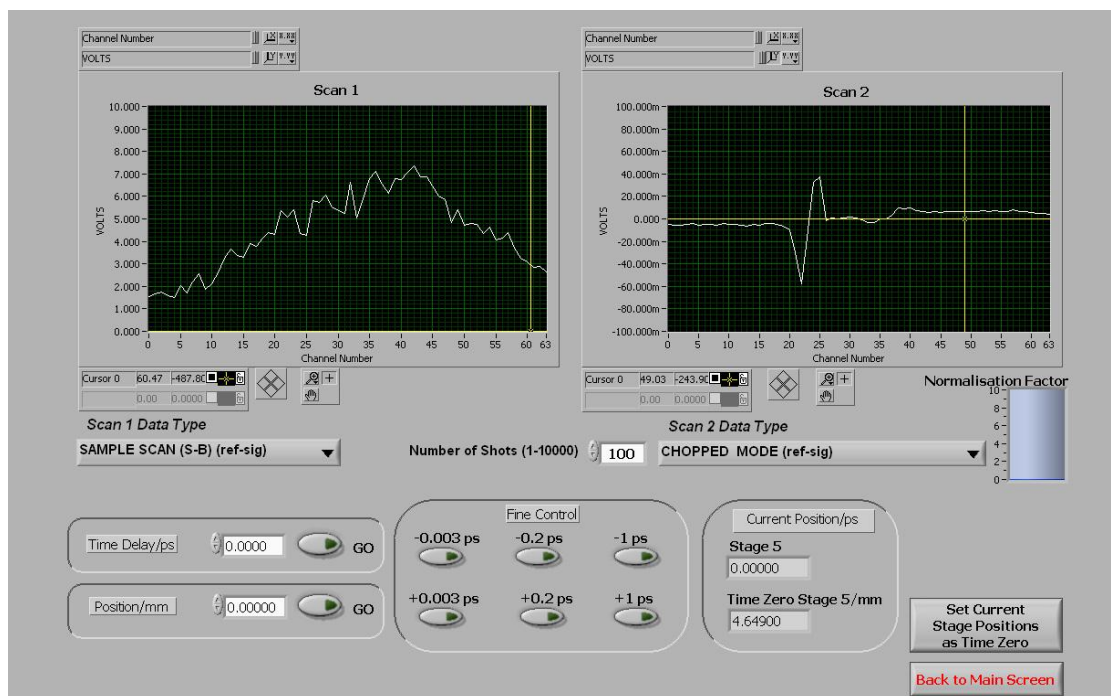 Channel Number
VOLTS
Scan 1
10.000
9.000
8.000
7.000
6.000
5.000
4.000
3.000
2.000
1.000
0.000
VOLTS
0 5 10 15 20 25 30 35 40 45 50 55 60 63
Channel Number
Cursor 0 60.47 -487.80
0.00 0.0000
Scan 1 Data Type
SAMPLE SCAN (S-B) (ref-sig)
Channel Number
VOLTS
Scan 2
100.000m
80.000m
60.000m
40.000m
20.000m
0.000
-20.000m
-40.000m
-60.000m
-80.000m
-100.000m
VOLTS
0 5 10 15 20 25 30 35 40 45 50 55 60 63
Channel Number
Cursor 0 49.03 -243.90
0.00 0.0000
Normalisation Factor
10
8
6
4
2
0
Scan 2 Data Type
Number of Shots (1-10000) 100 CHOPPED MODE (ref-sig)
Time Delay/ps 0.0000 GO
Position/mm 0.00000 GO
Fine Control
-0.003 ps -0.2 ps -1 ps
+0.003 ps +0.2 ps +1 ps
Current Position/ps
Stage 5
0.00000
Time Zero Stage 5/mm
4.64900
Set Current
Stage Positions
as Time Zero
Back to Main Screen